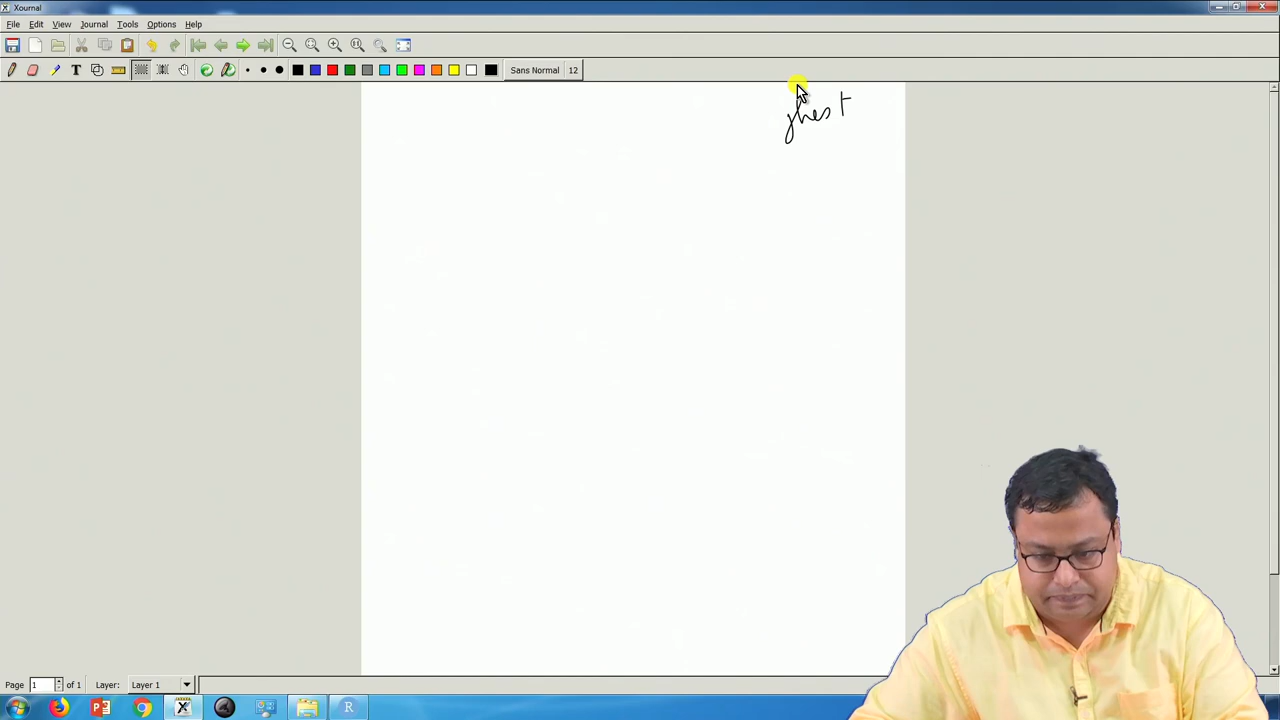 Xournal
File Edit View Journal Tools Options Help
Sans Normal 12
Page 1 of 1 Layer: Layer 1